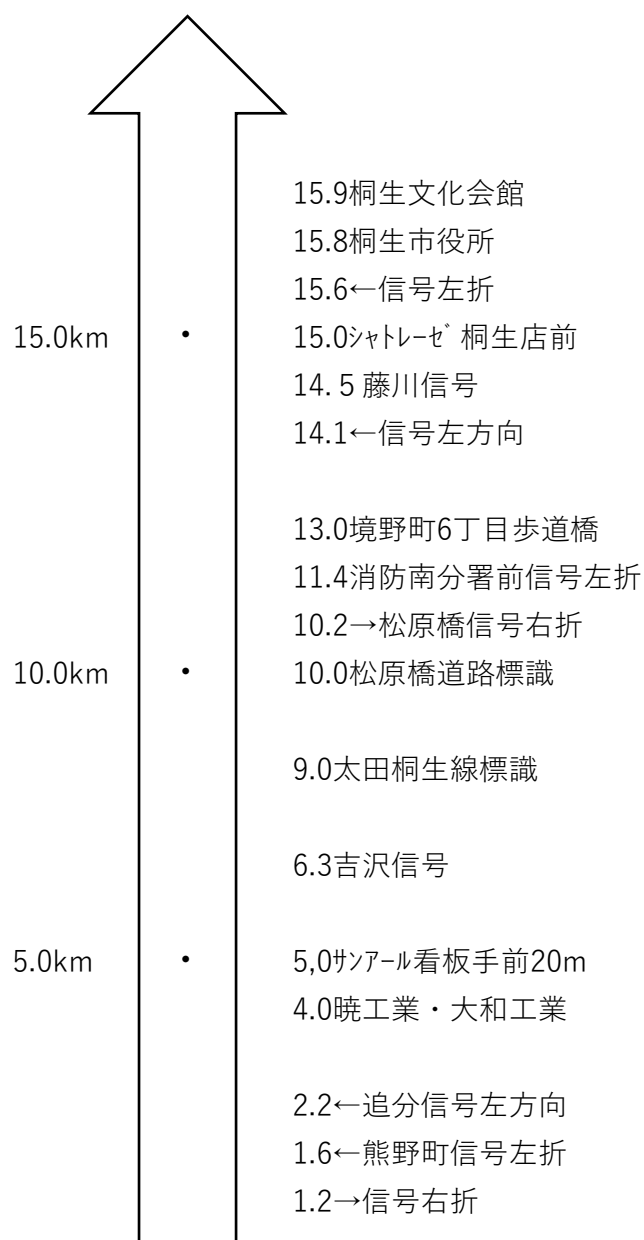 15.9桐生文化会館
15.8桐生市役所
15.6←信号左折
15.0km ・ 15.0ｼｬﾄﾚｰｾﾞ 桐生店前
14.５藤川信号
14.1←信号左方向
13.0境野町6丁目歩道橋
11.4消防南分署前信号左折
10.2→松原橋信号右折
10.0km ・ 10.0松原橋道路標識
9.0太田桐生線標識
6.3吉沢信号
5.0km ・ 5,0ｻﾝｱｰﾙ看板手前20m
4.0暁工業・大和工業
2.2←追分信号左方向
1.6←熊野町信号左折
1.2→信号右折